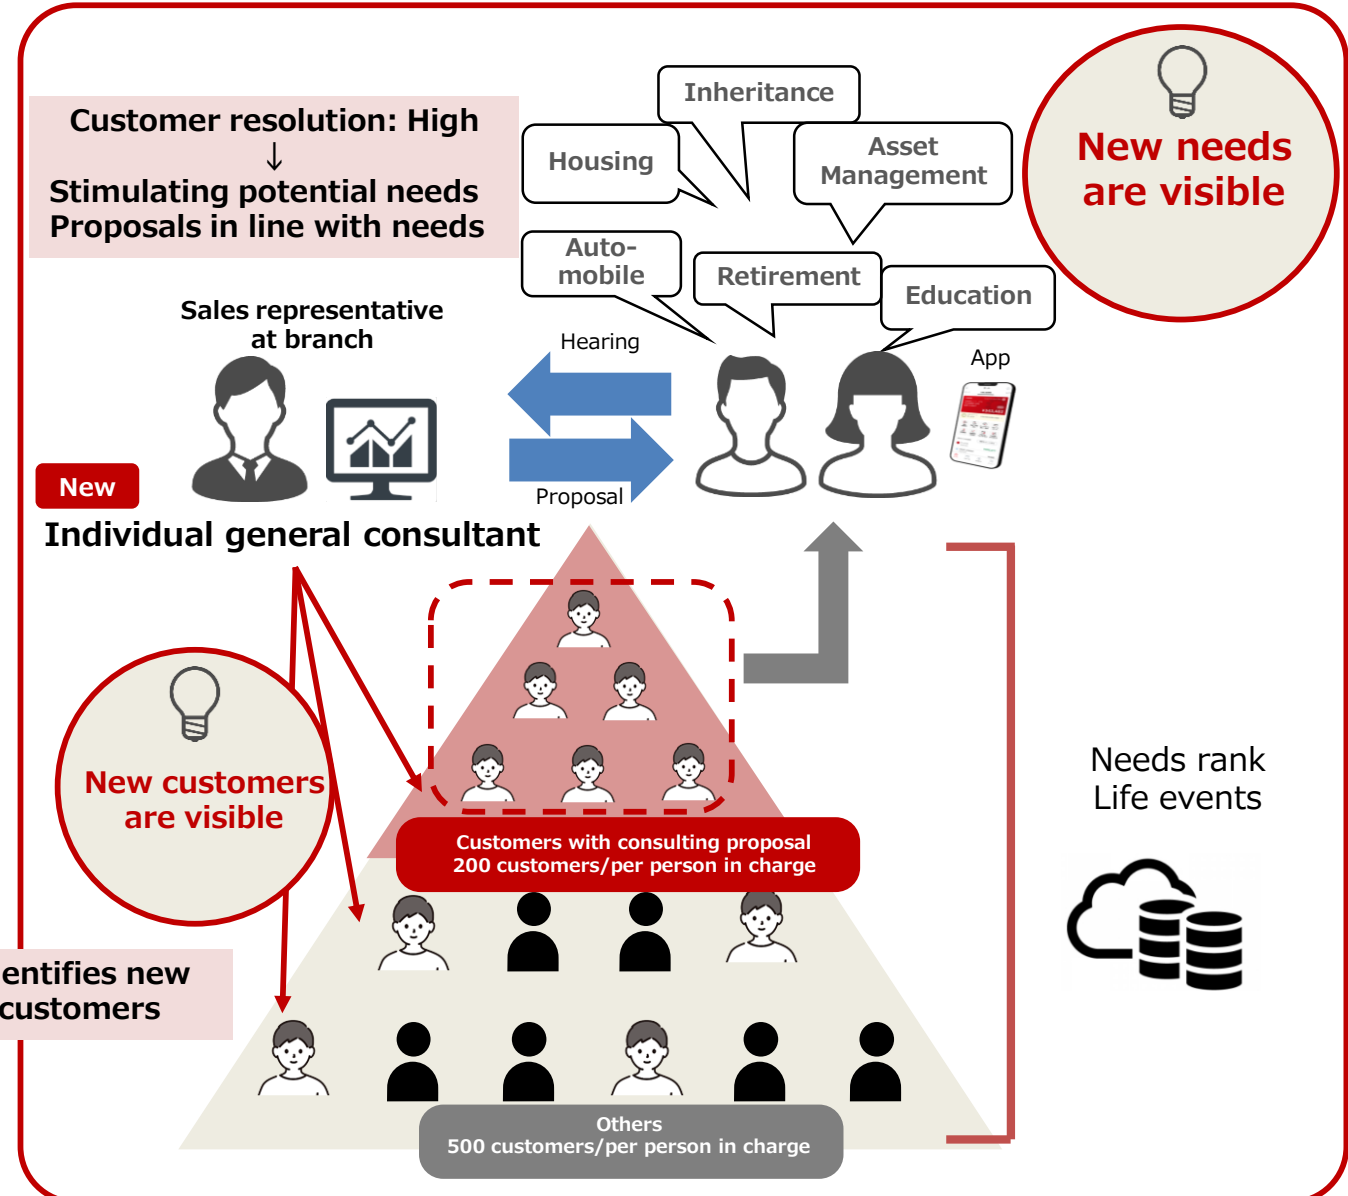 Customer resolution: High
↓
Stimulating potential needs
Proposals in line with needs
Inheritance
Housing
Asset
Management
Auto-
mobile
Retirement
Education
New needs
are visible
Sales representative
at branch
Hearing
App
Proposal
New
Individual general consultant
New customers
are visible
Customers with consulting proposal
200 customers/per person in charge
Needs rank
Life events
entifies new
customers
Others
500 customers/per person in charge